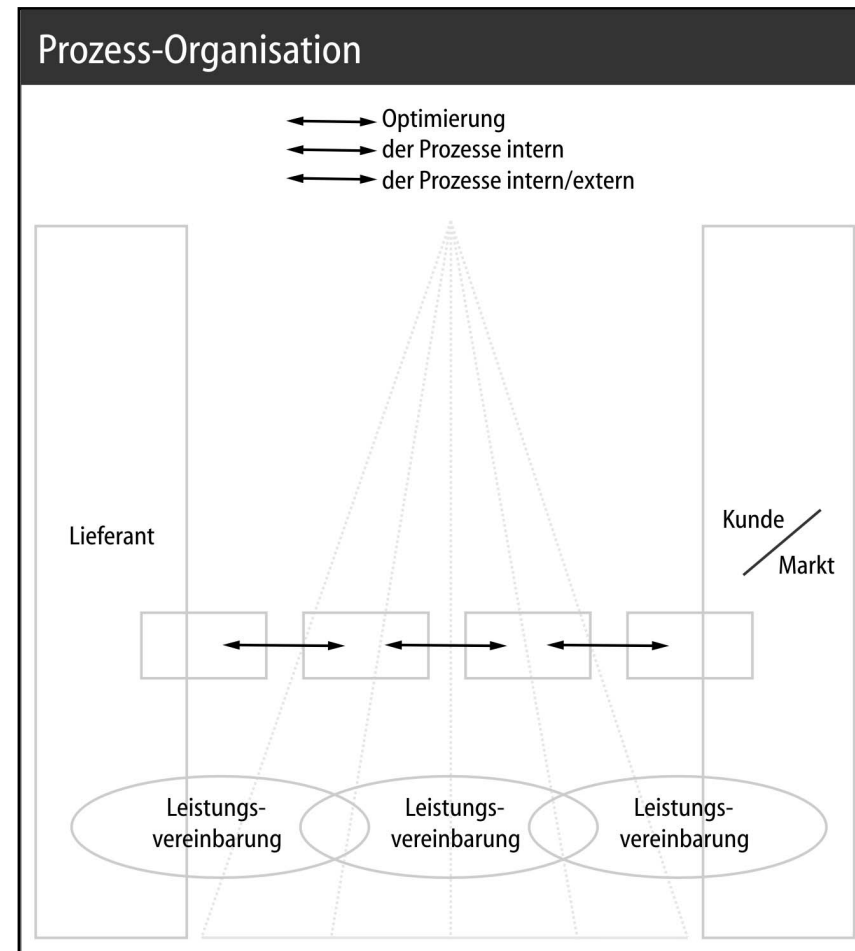 Prozess-Organisation
Optimierung
der Prozesse intern
der Prozesse intern/extern
Lieferant
Kunde
Markt
Leistungs-
vereinbarung
Leistungs-
vereinbarung
Leistungs-
vereinbarung